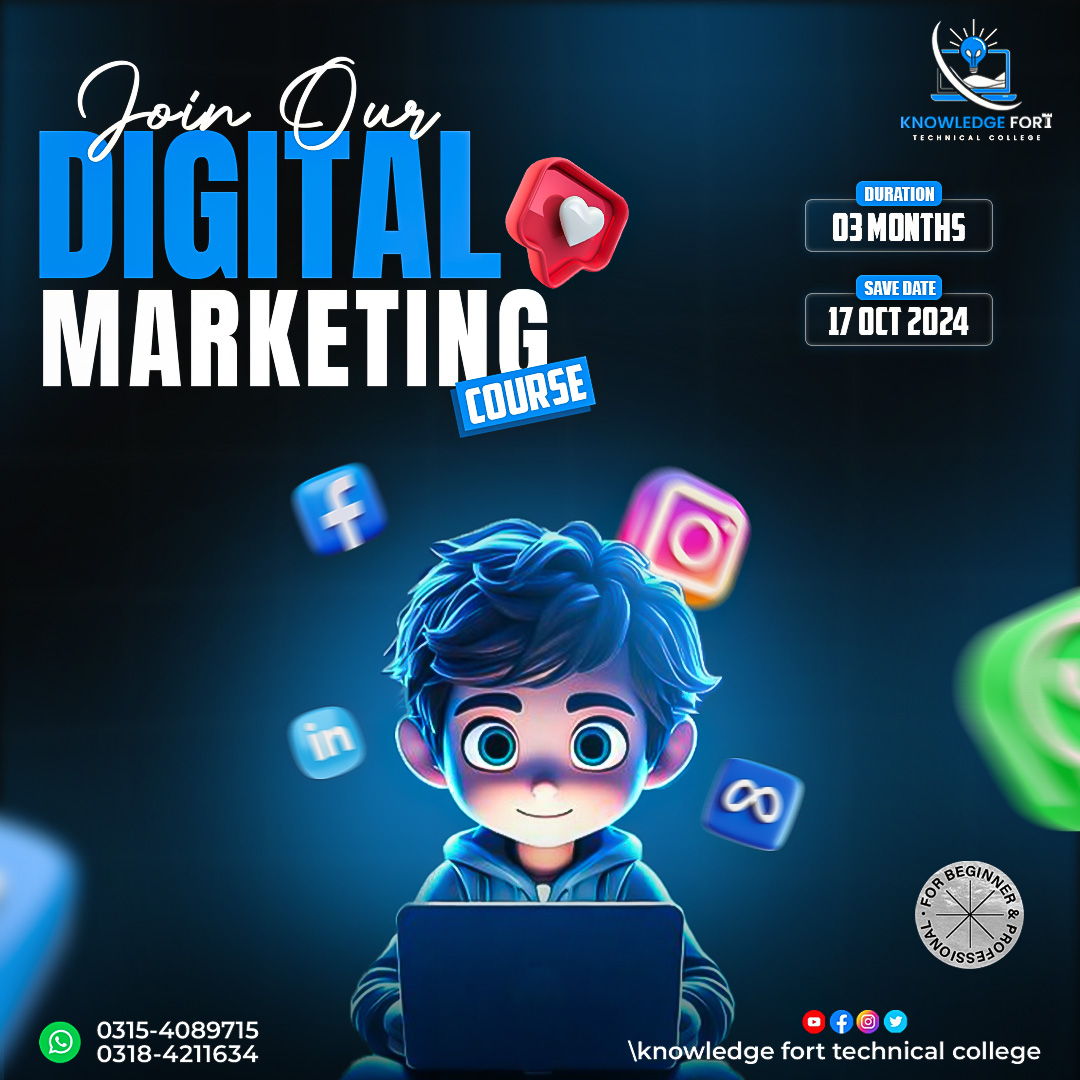 Join Our
DIGITAL
MARKETING
COURSE
KNOWLEDGE FORT
TECHNICAL COLLEGE
DURATION
03 MONTHS
SAVE DATE
17 OCT 2024
in
FOR BEGINNER & PROFESSIONAL
0315-4089715
0318-4211634
\knowledge fort technical college